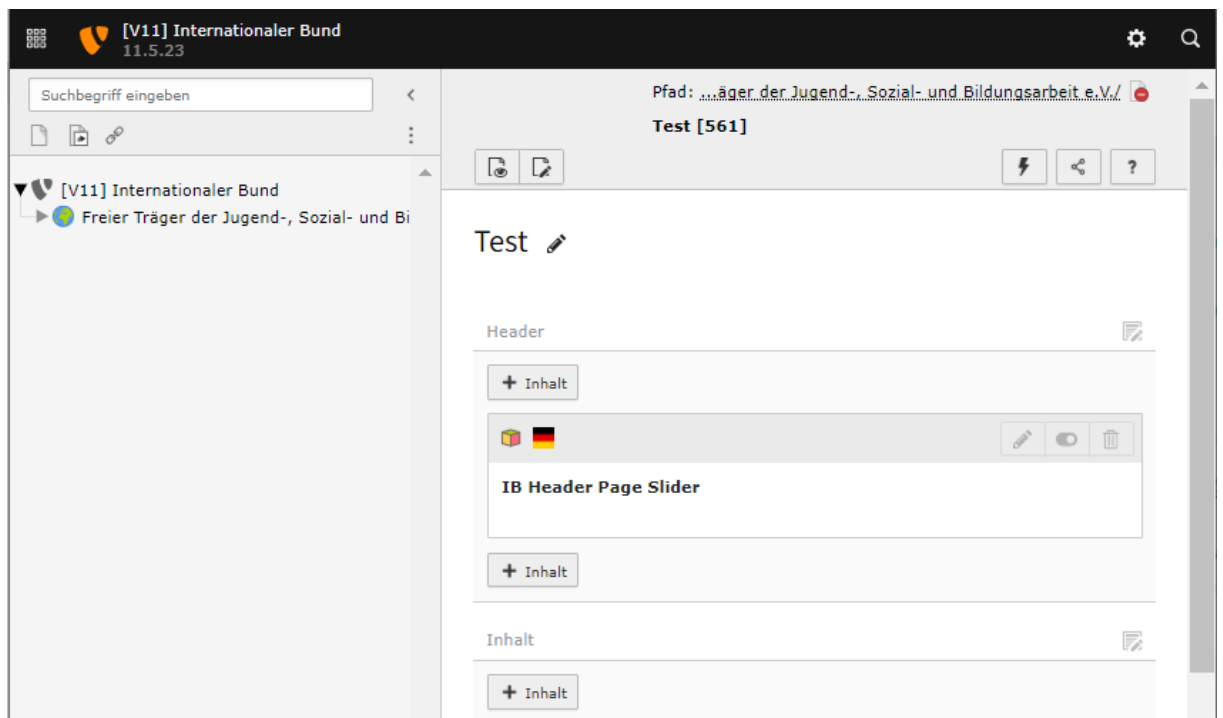 [V11] Internationaler Bund
11.5.23
Suchbegriff eingeben
Pfad: ...äger der Jugend-, Sozial- und Bildungsarbeit e.V./
Test [561]
?
[V11] Internationaler Bund
Freier Träger der Jugend-, Sozial- und Bi
Test
Header
+ Inhalt
IB Header Page Slider
+ Inhalt
Inhalt
+ Inhalt